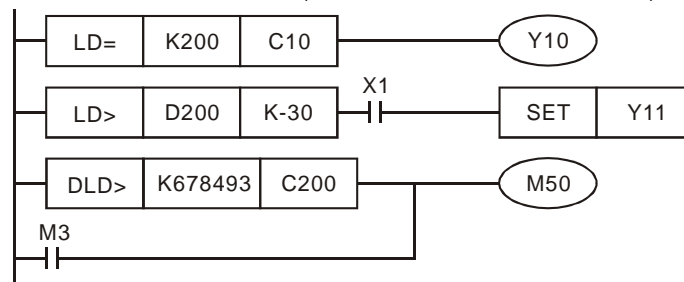 LD= K200 C10 Y10
X1
LD> D200 K-30 SET Y11
DLD> K678493 C200 M50
M3